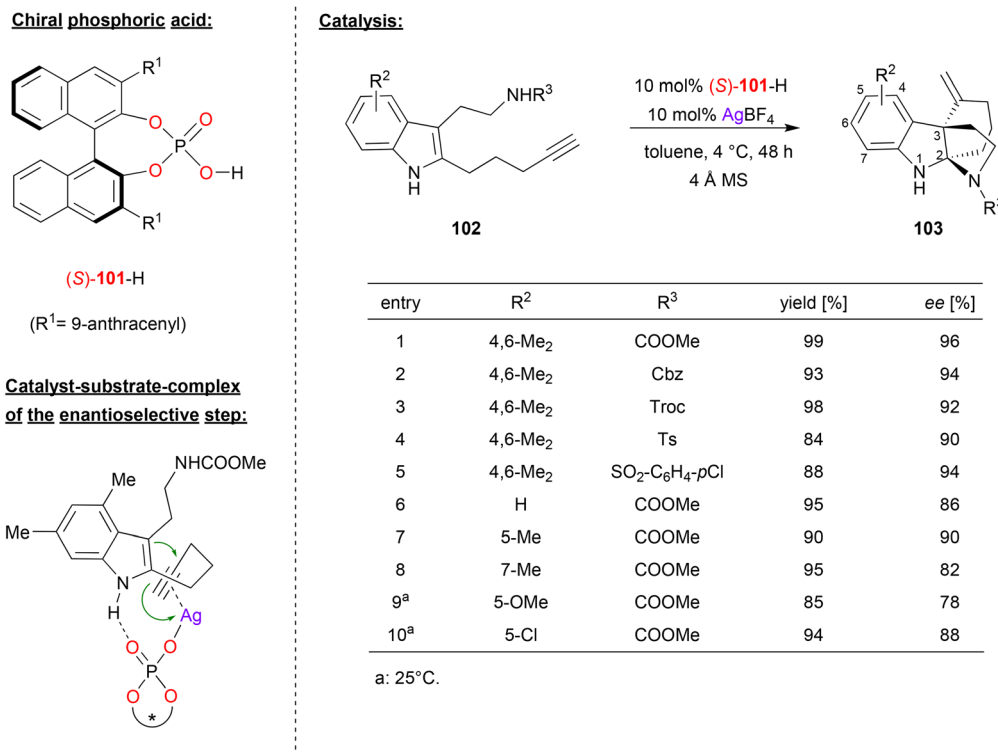 Chiral phosphoric acid:
R1
O
O
P
O
O–H
R1
(S)-101-H
(R1= 9-anthracenyl)
Catalyst-substrate-complex
of the enantioselective step:
NHCOOMe
Me
Me
N
H
Ag
O
O
P
O
O
*
Catalysis:
R2
NHR3
N
H
102
10 mol% (S)-101-H
10 mol% AgBF4
toluene, 4 °C, 48 h
4 Å MS
R2
5
4
6
3
7
1
2
N
H
N
R3
103
entry R2 R3 yield [%] ee [%]
1 4,6-Me2 COOMe 99 96
2 4,6-Me2 Cbz 93 94
3 4,6-Me2 Troc 98 92
4 4,6-Me2 Ts 84 90
5 4,6-Me2 SO2-C6H4-pCl 88 94
6 H COOMe 95 86
7 5-Me COOMe 90 90
8 7-Me COOMe 95 82
9a 5-OMe COOMe 85 78
10a 5-Cl COOMe 94 88
a: 25°C.